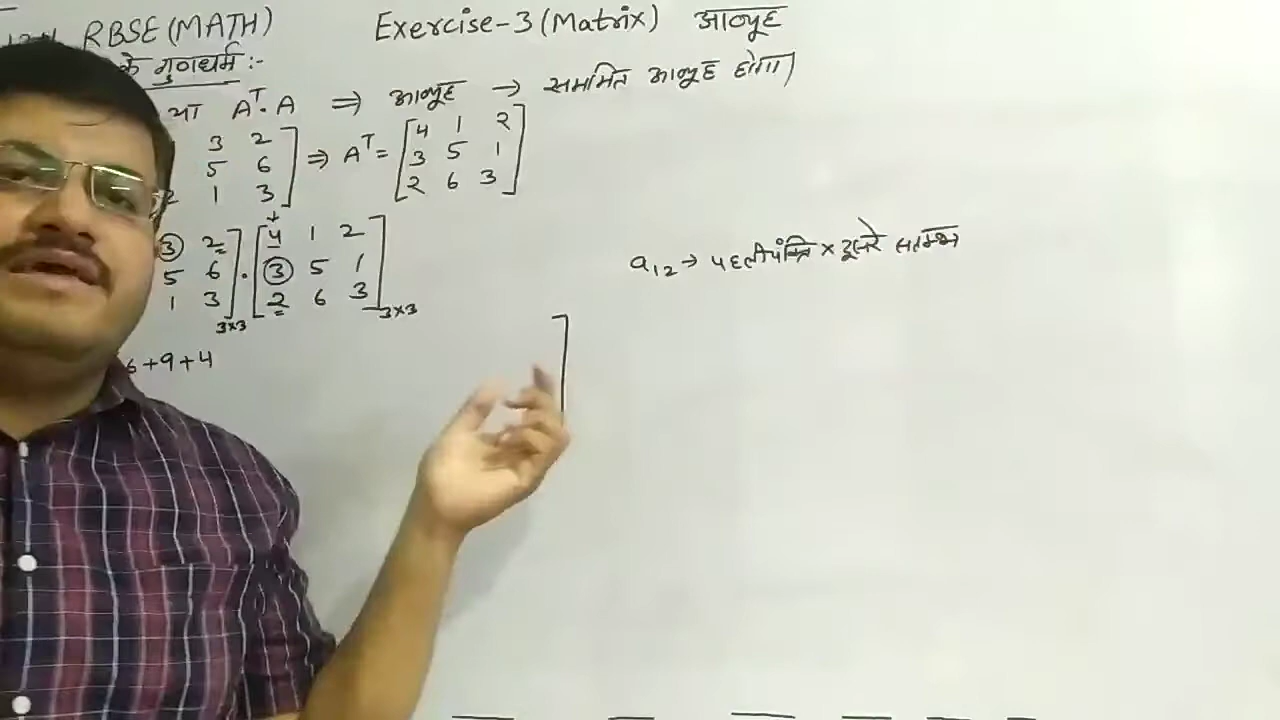 RBSE (MATH) Exercise-3 (Matrix) आव्यूह
के गुणधर्म :-
या Aᵀ·A ⇒ आव्यूह → सममित आव्यूह होगा
3 2 ⇒ Aᵀ = 4 1 2
5 6 3 5 1
2 1 3 2 6 3
3 2 · 4 1 2
5 6 3 5 1
1 3 3×3 2 6 3 3×3
a₁₂ → पहली पंक्ति × दूसरे स्तम्भ
6+9+4